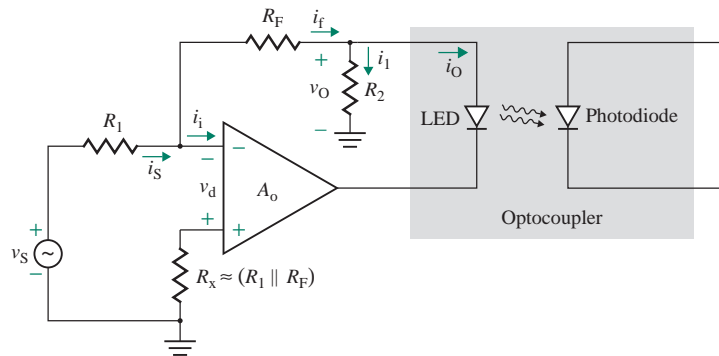 R_F
i_f
+
i_1
i_O
v_O
R_2
LED
Photodiode
R_1
i_i
−
−
i_S
−
v_d
A_o
Optocoupler
+
+
+
v_S
~
−
R_x ≈ (R_1 || R_F)